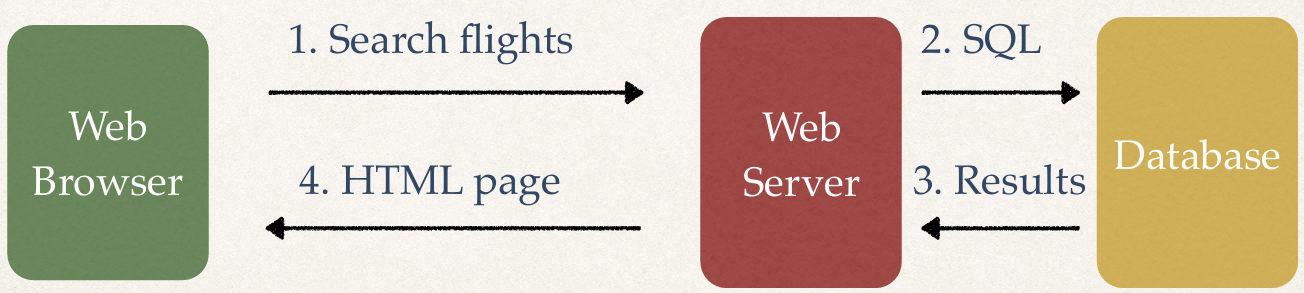 Web
Browser
1. Search flights
4. HTML page
Web
Server
2. SQL
3. Results
Database